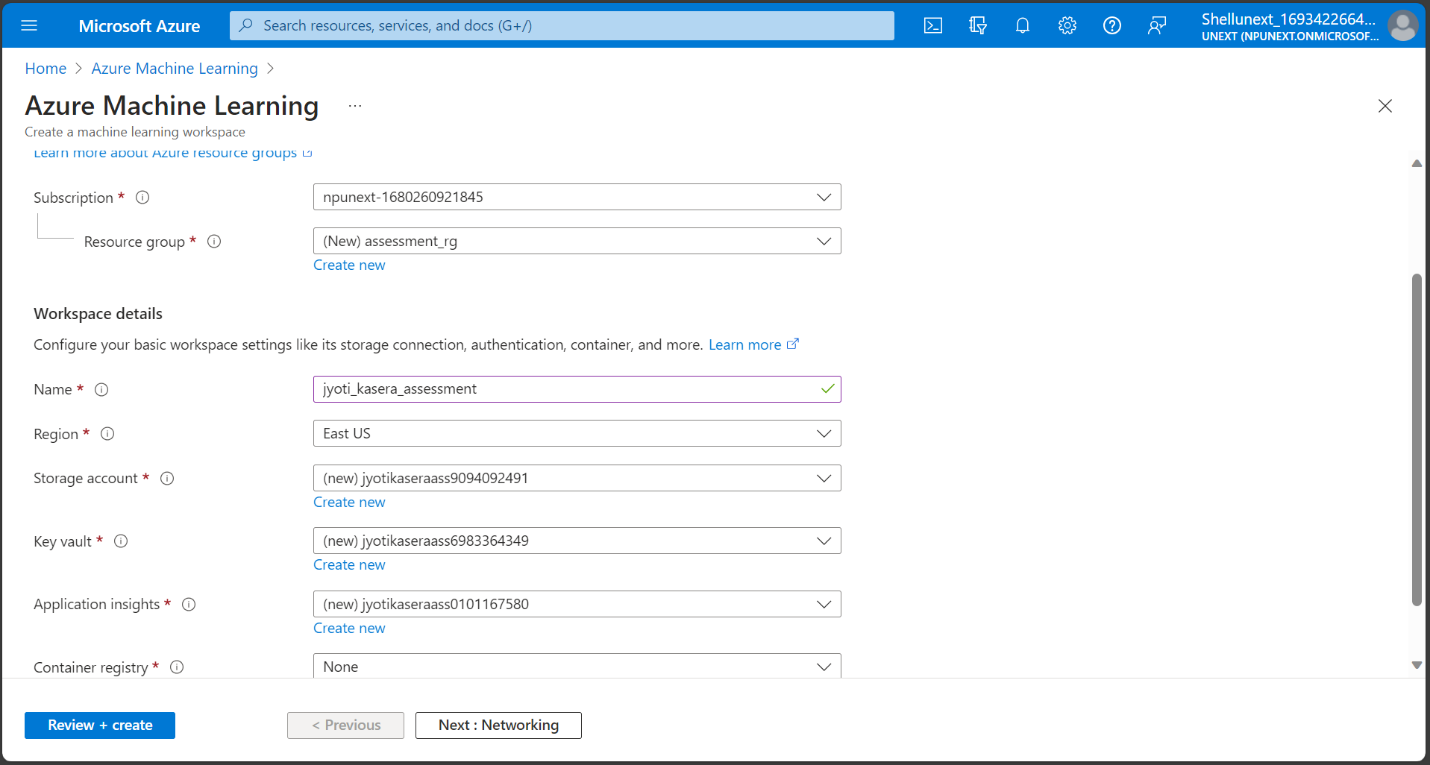 Microsoft Azure
Search resources, services, and docs (G+/)
Shellunext_1693422664...
UNEXT (NPUNEXT.ONMICROSOF...
Home > Azure Machine Learning >
Azure Machine Learning ...
Create a machine learning workspace
Learn more about Azure resource groups
Subscription * npunext-1680260921845
Resource group * (New) assessment_rg
Create new
Workspace details
Configure your basic workspace settings like its storage connection, authentication, container, and more. Learn more
Name * jyoti_kasera_assessment
Region * East US
Storage account * (new) jyotikaseraass9094092491
Create new
Key vault * (new) jyotikaseraass6983364349
Create new
Application insights * (new) jyotikaseraass0101167580
Create new
Container registry * None
Review + create
< Previous
Next : Networking